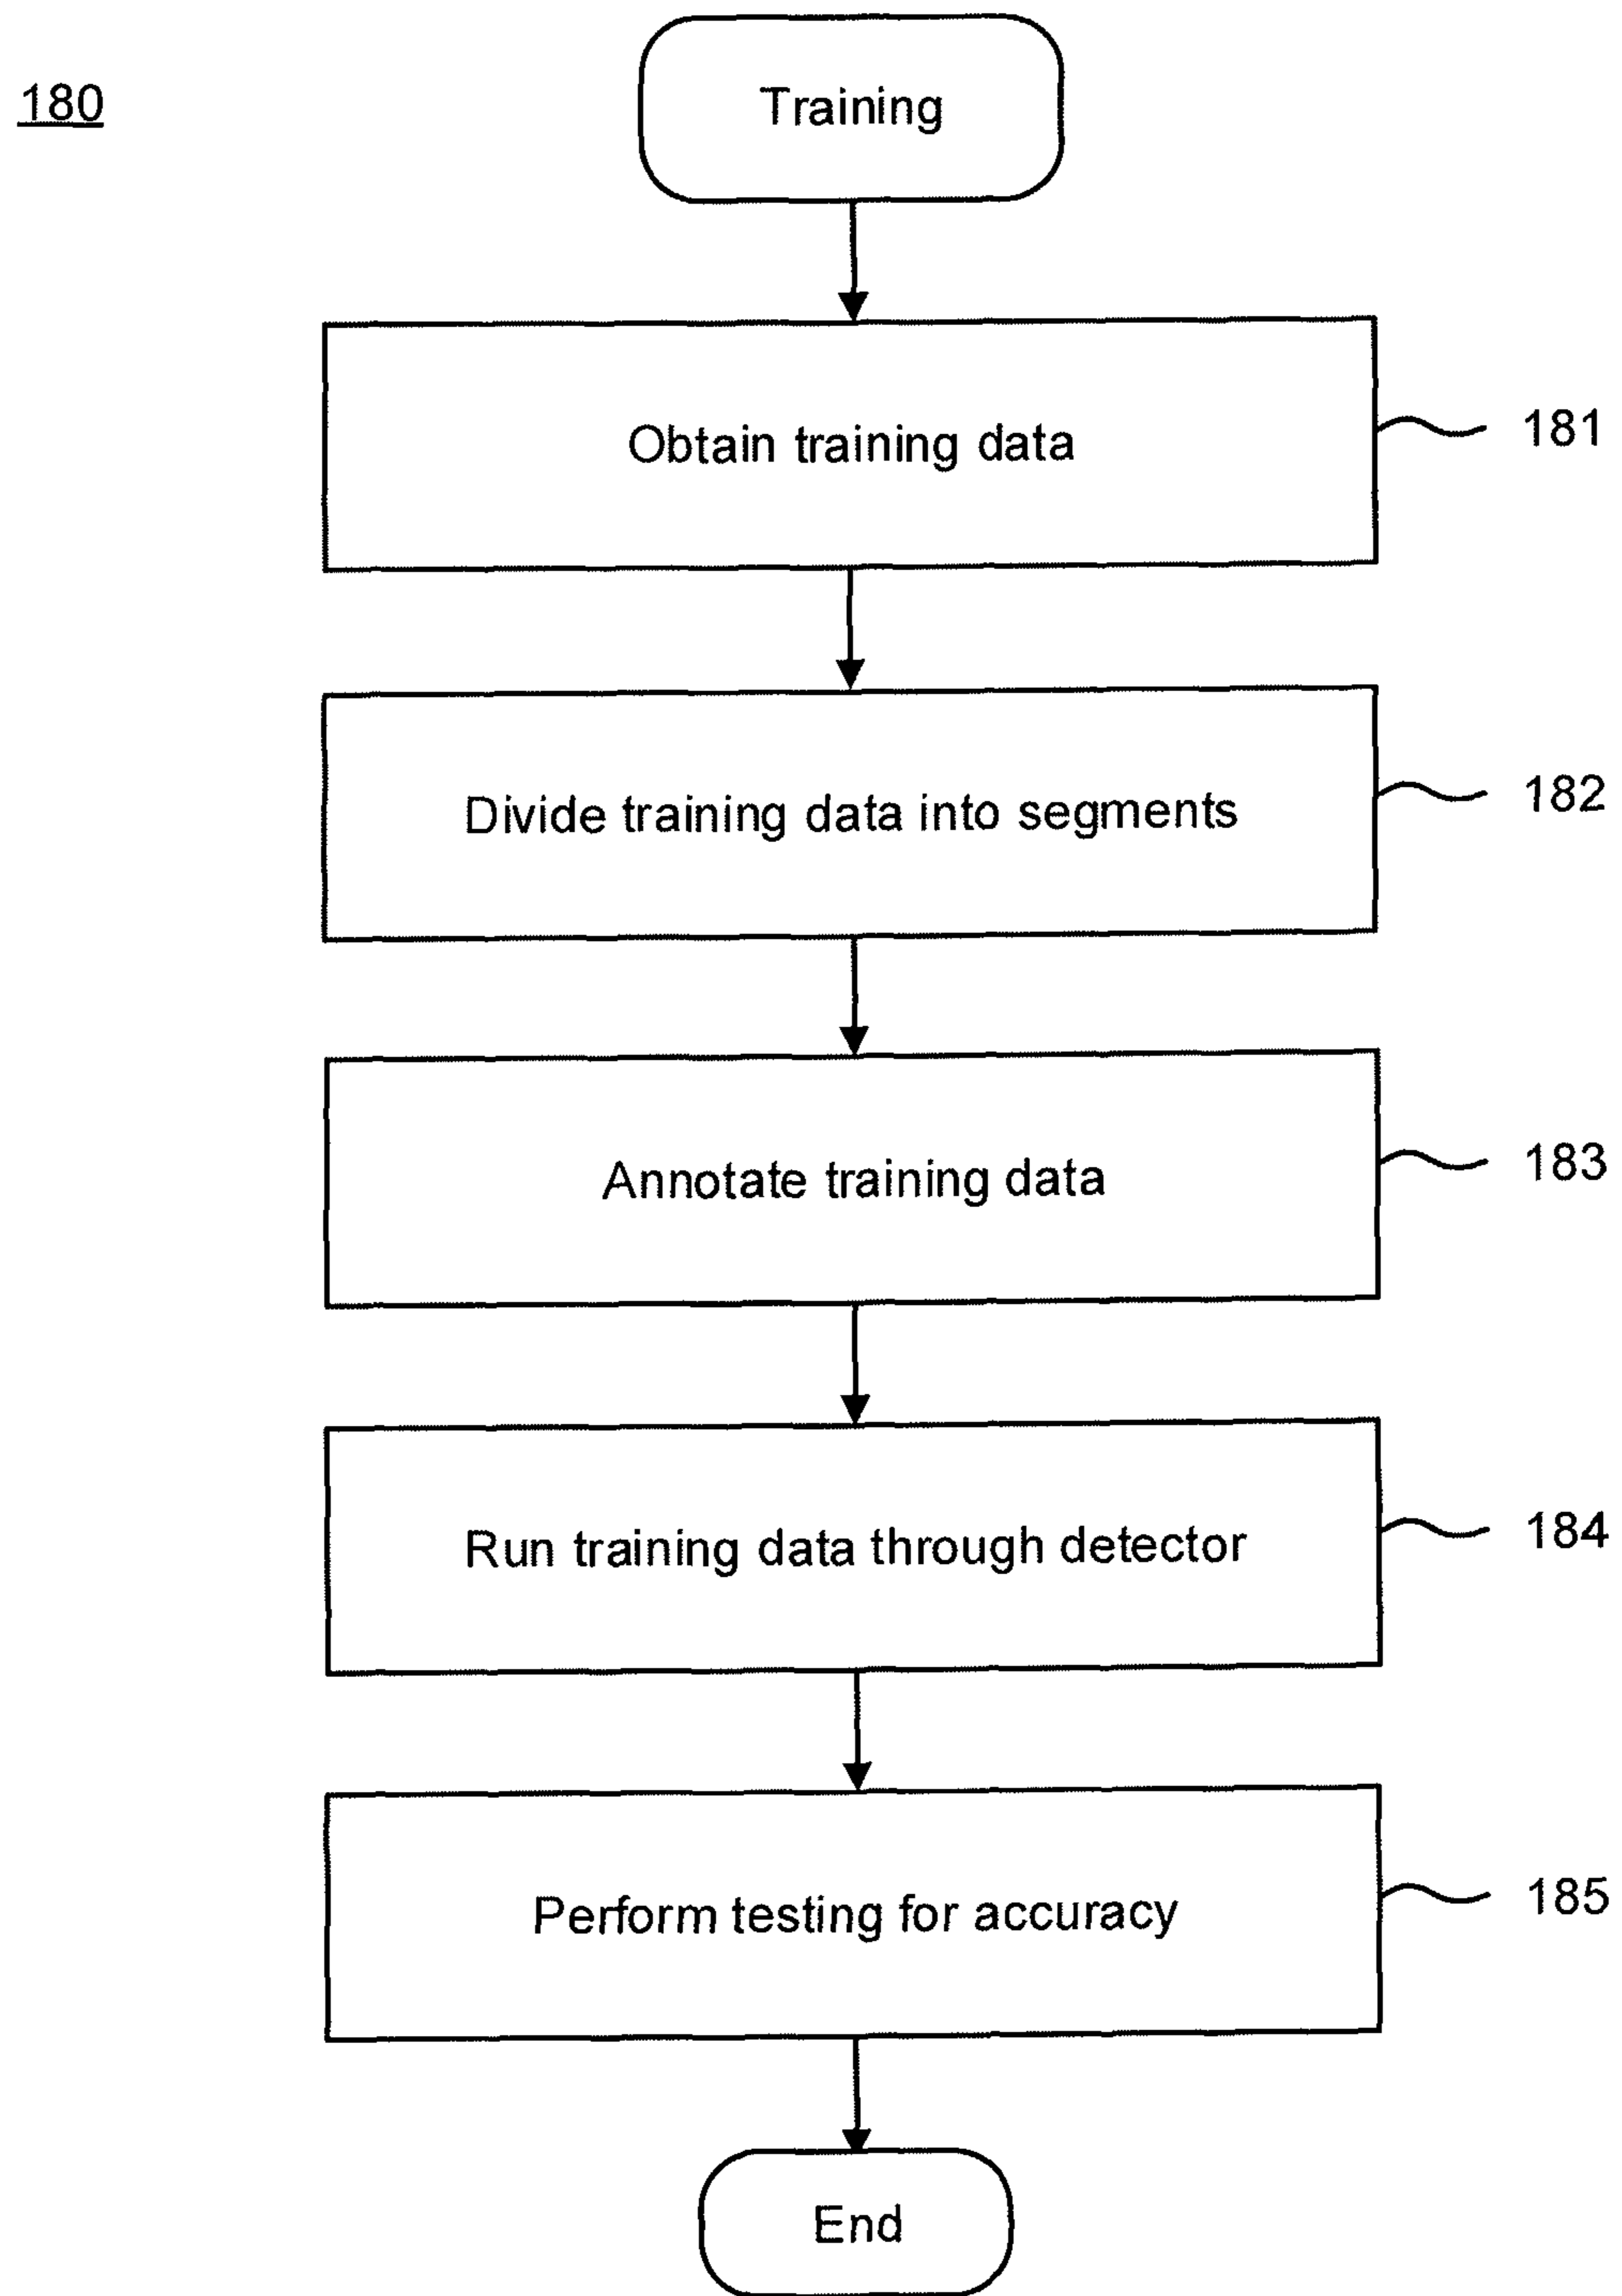 180
Training
Obtain training data
181
Divide training data into segments
182
Annotate training data
183
Run training data through detector
184
Perform testing for accuracy
185
End